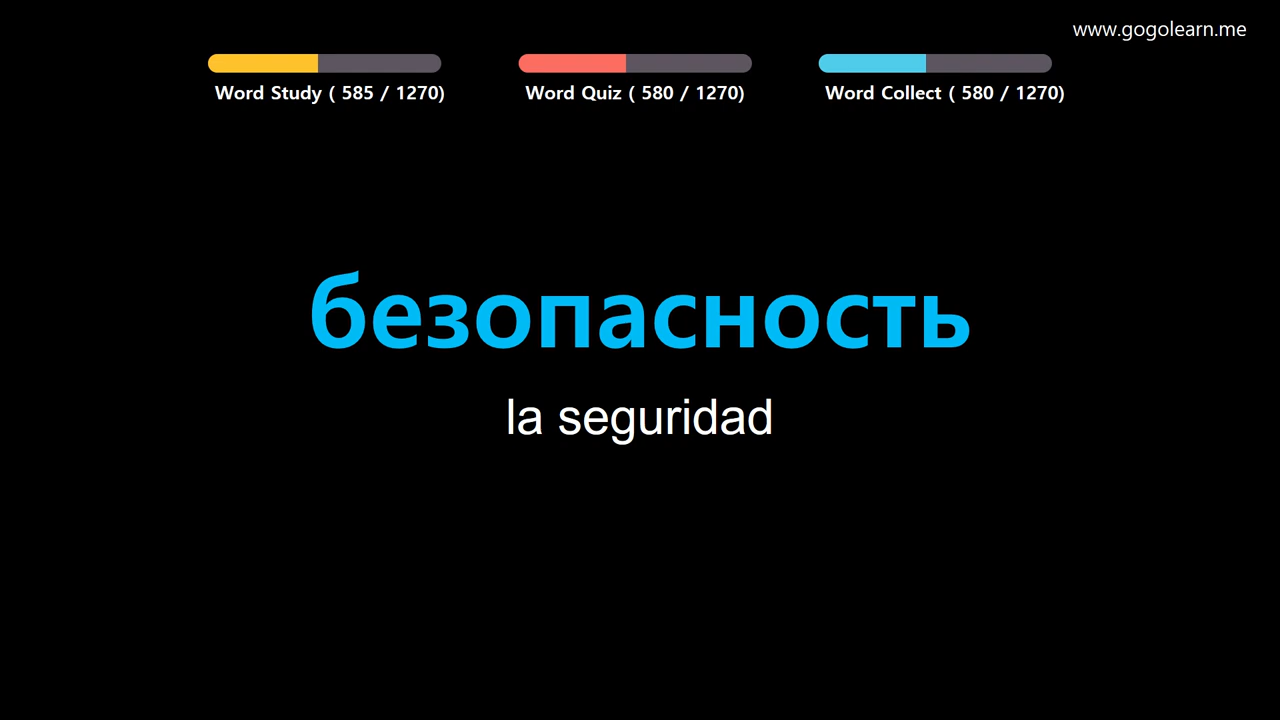 www.gogolearn.me
Word Study ( 585 / 1270)
Word Quiz ( 580 / 1270)
Word Collect ( 580 / 1270)
безопасность
la seguridad